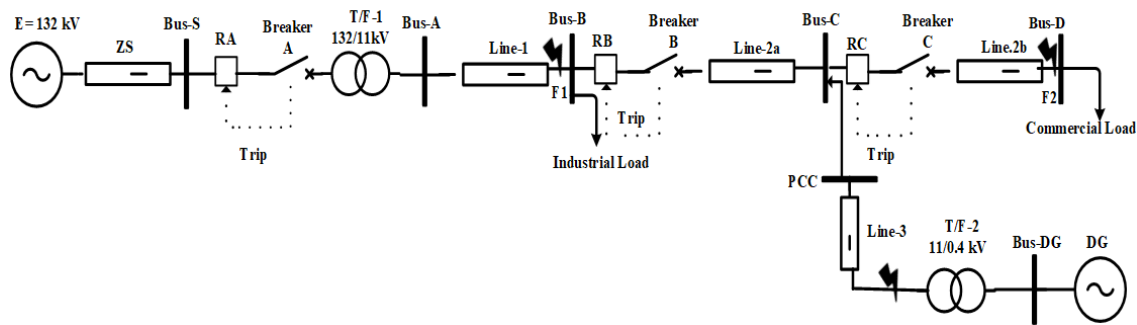 E = 132 kV
ZS
Bus-S
RA
Breaker
A
Trip
T/F-1
132/11kV
Bus-A
Line-1
Bus-B
F1
Industrial Load
RB
Breaker
B
Trip
Line-2a
Bus-C
RC
Breaker
C
Trip
Line.2b
Bus-D
F2
Commercial Load
PCC
Line-3
T/F-2
11/0.4 kV
Bus-DG
DG